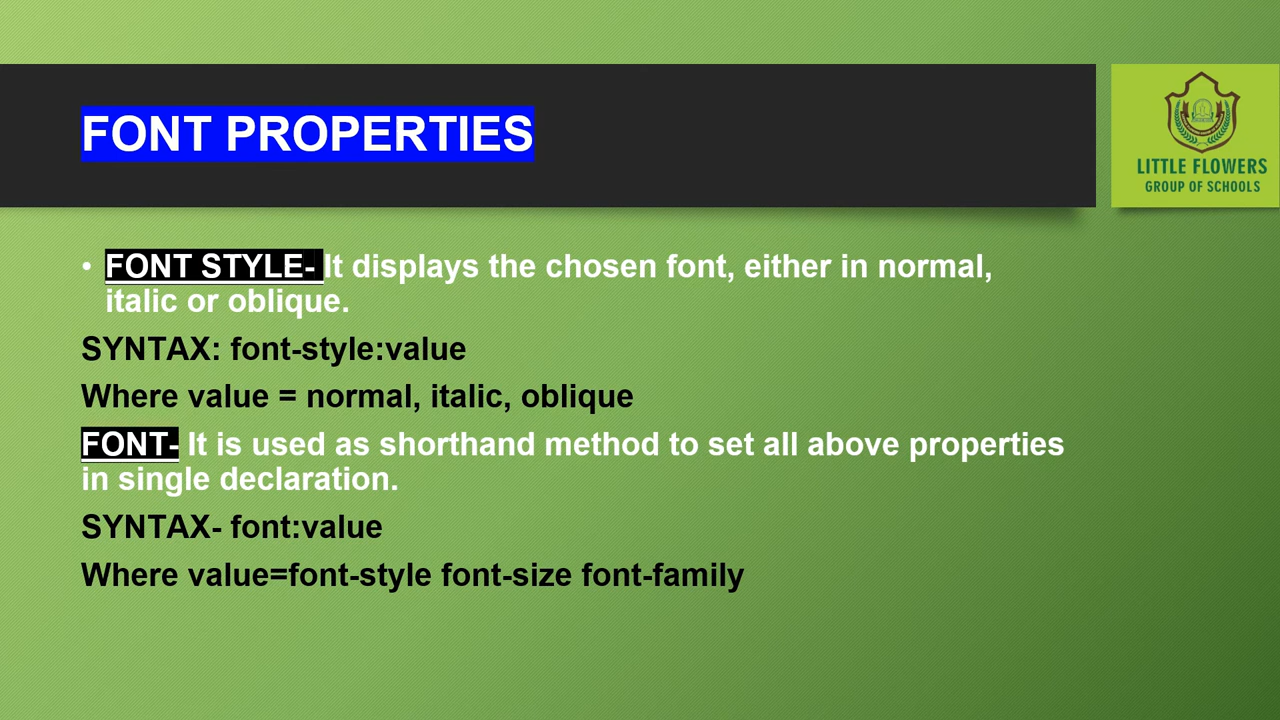 FONT PROPERTIES
LITTLE FLOWERS
GROUP OF SCHOOLS
• FONT STYLE- It displays the chosen font, either in normal,
italic or oblique.
SYNTAX: font-style:value
Where value = normal, italic, oblique
FONT- It is used as shorthand method to set all above properties
in single declaration.
SYNTAX- font:value
Where value=font-style font-size font-family